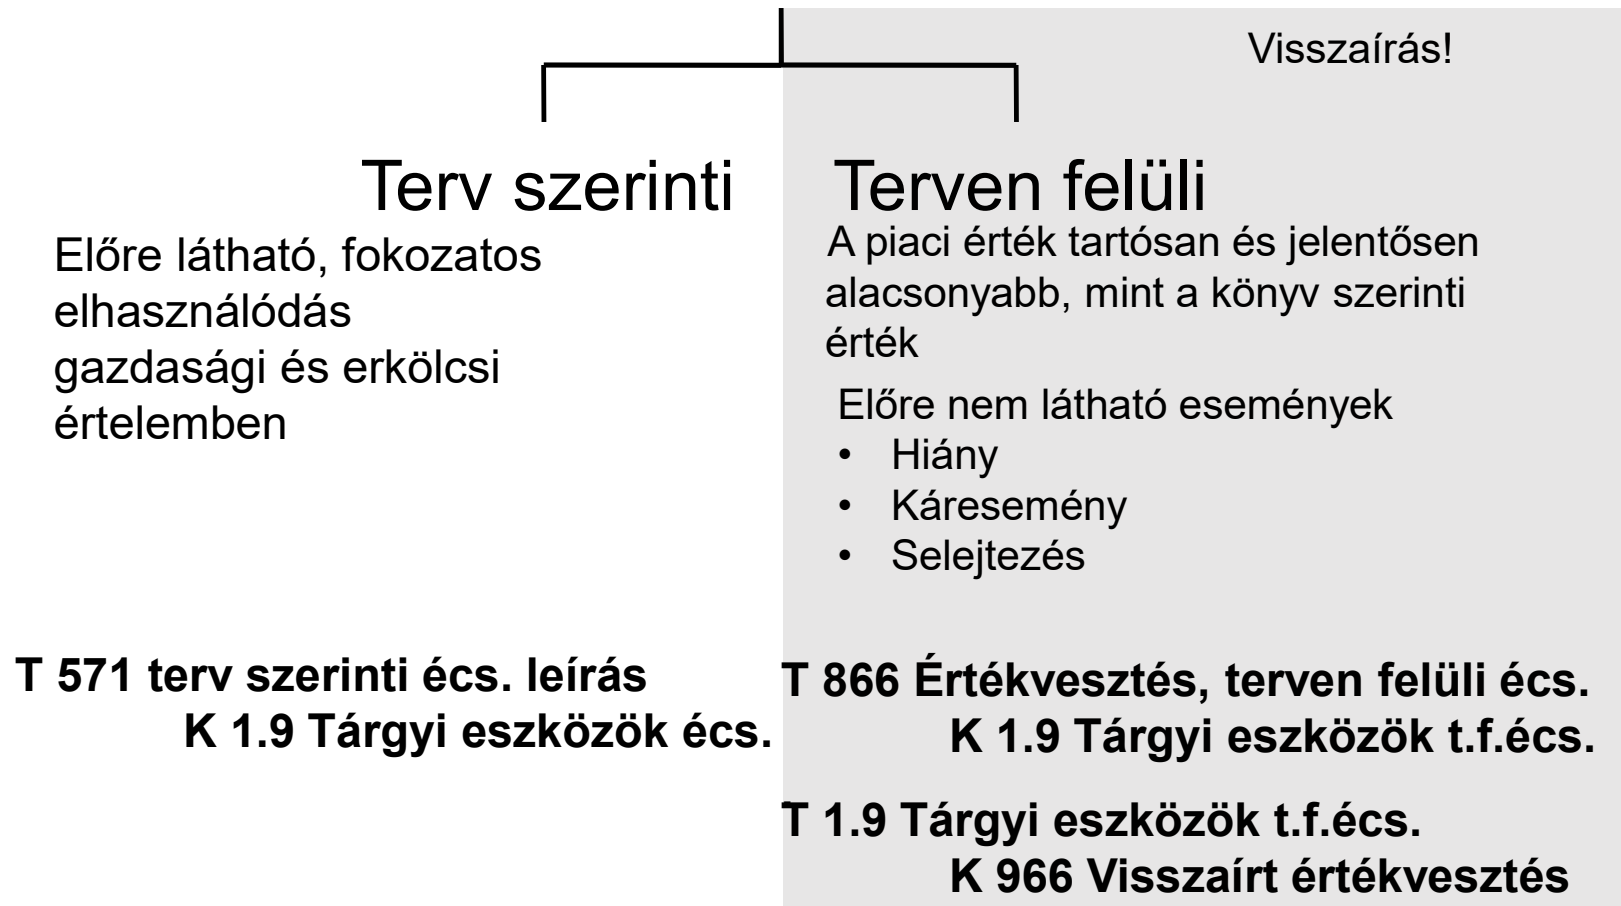 Visszaírás!
Terv szerinti
Előre látható, fokozatos
elhasználódás
gazdasági és erkölcsi
értelemben
T 571 terv szerinti écs. leírás
K 1.9 Tárgyi eszközök écs.
Terven felüli
A piaci érték tartósan és jelentősen
alacsonyabb, mint a könyv szerinti
érték
Előre nem látható események
• Hiány
• Káresemény
• Selejtezés
T 866 Értékvesztés, terven felüli écs.
K 1.9 Tárgyi eszközök t.f.écs.
T 1.9 Tárgyi eszközök t.f.écs.
K 966 Visszaírt értékvesztés